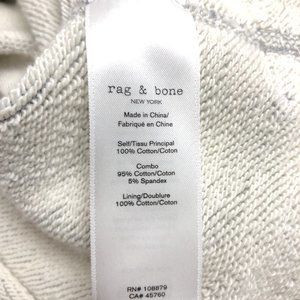 rag & bone
NEW YORK
Made in China/
Fabriqué en Chine
Self/Tissu Principal
100% Cotton/Coton
Combo
95% Cotton/Coton
5% Spandex
Lining/Doublure
100% Cotton/Coton
RN# 108879
CA# 45760